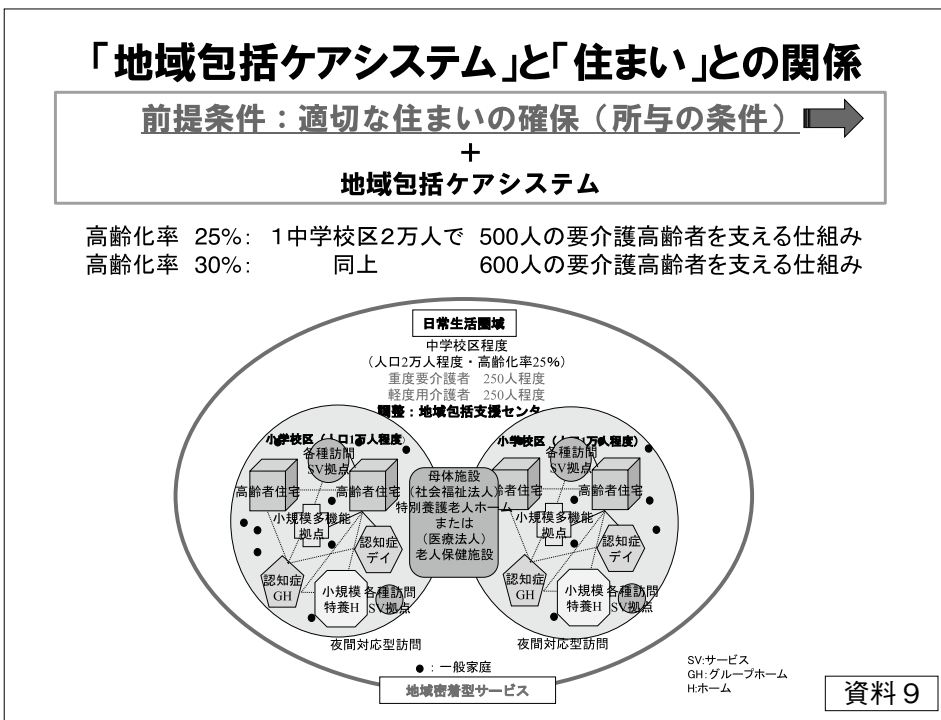 「地域包括ケアシステム」と「住まい」との関係
前提条件：適切な住まいの確保（所与の条件）
＋
地域包括ケアシステム
高齢化率 25%: 1中学校区2万人で 500人の要介護高齢者を支える仕組み
高齢化率 30%: 同上 600人の要介護高齢者を支える仕組み
日常生活圏域
中学校区程度
（人口2万人程度・高齢化率25%）
重度要介護者 250人程度
軽度用介護者 250人程度
調整：地域包括支援センタ
小学校区（人口1万人程度）
各種訪問
SV拠点
高齢者住宅
高齢者住宅
小規模多機能
拠点
認知症
デイ
認知症
GH
小規模
特養H
各種訪問
SV拠点
夜間対応型訪問
母体施設
（社会福祉法人）
特別養護老人ホーム
または
（医療法人）
老人保健施設
小学校区（人口1万人程度）
各種訪問
SV拠点
者住宅
高齢者住宅
小規模多機能
拠点
認知症
デイ
認知症
GH
小規模
特養H
各種訪問
SV拠点
夜間対応型訪問
●：一般家庭
地域密着型サービス
SV:サービス
GH:グループホーム
H:ホーム
資料9